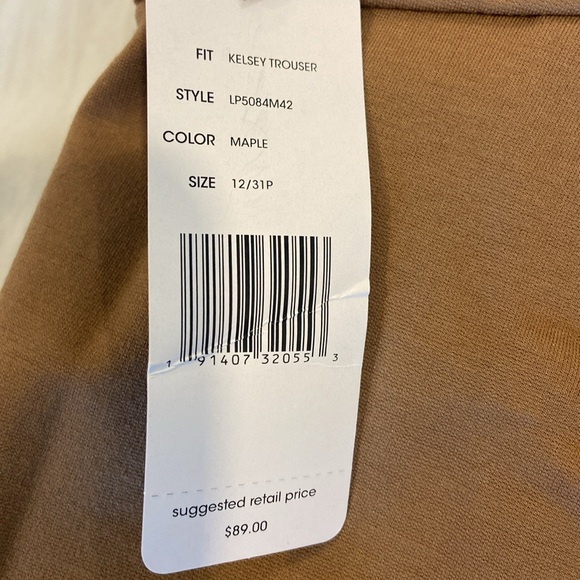 FIT KELSEY TROUSER
STYLE LP5084M42
COLOR MAPLE
SIZE 12/31P
1 91407 32055 3
suggested retail price
$89.00